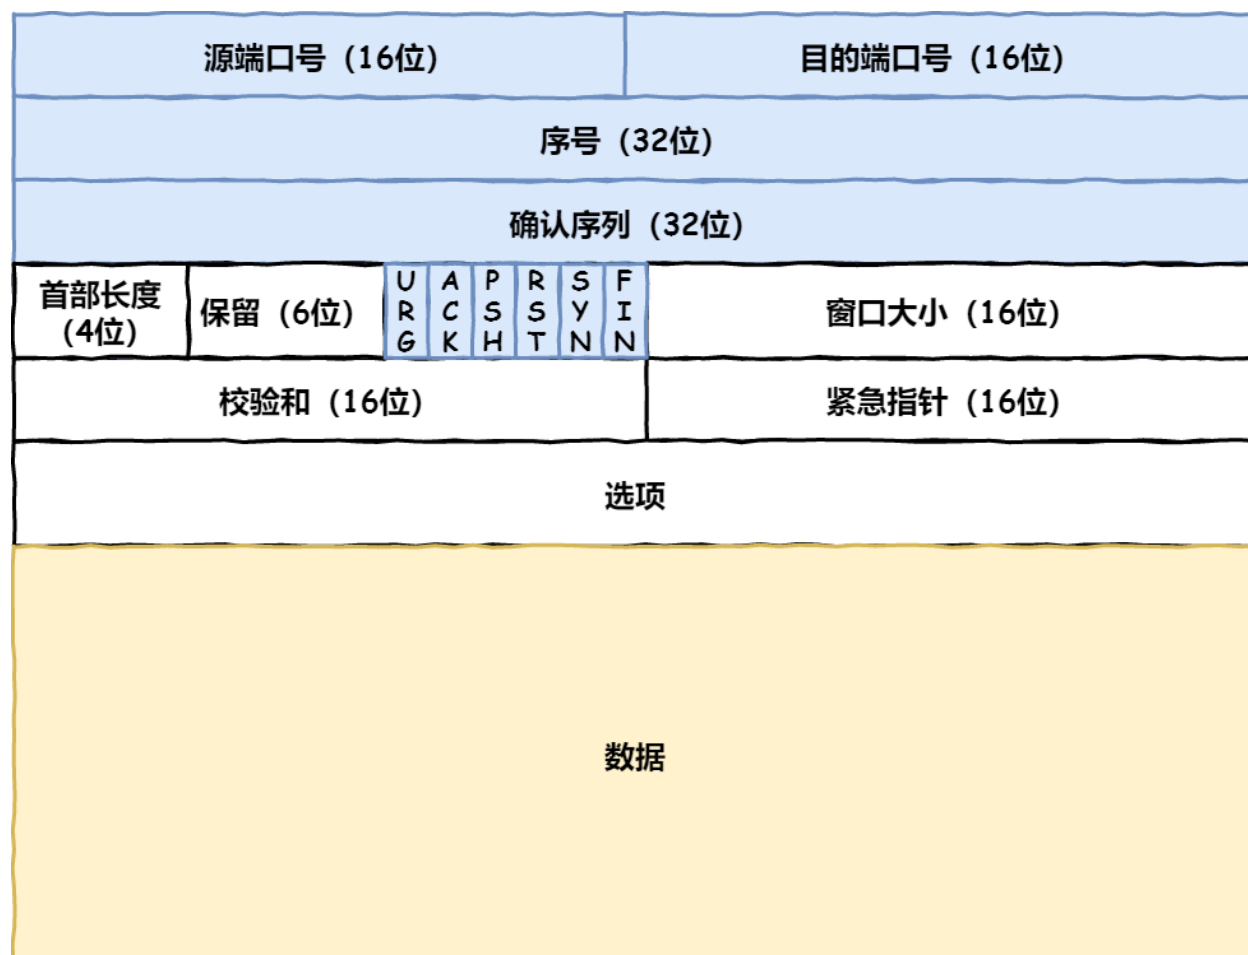 源端口号（16位）
目的端口号（16位）
序号（32位）
确认序列（32位）
首部长度
（4位）
保留（6位）
URG
ACK
PSH
RST
SYN
FIN
窗口大小（16位）
校验和（16位）
紧急指针（16位）
选项
数据